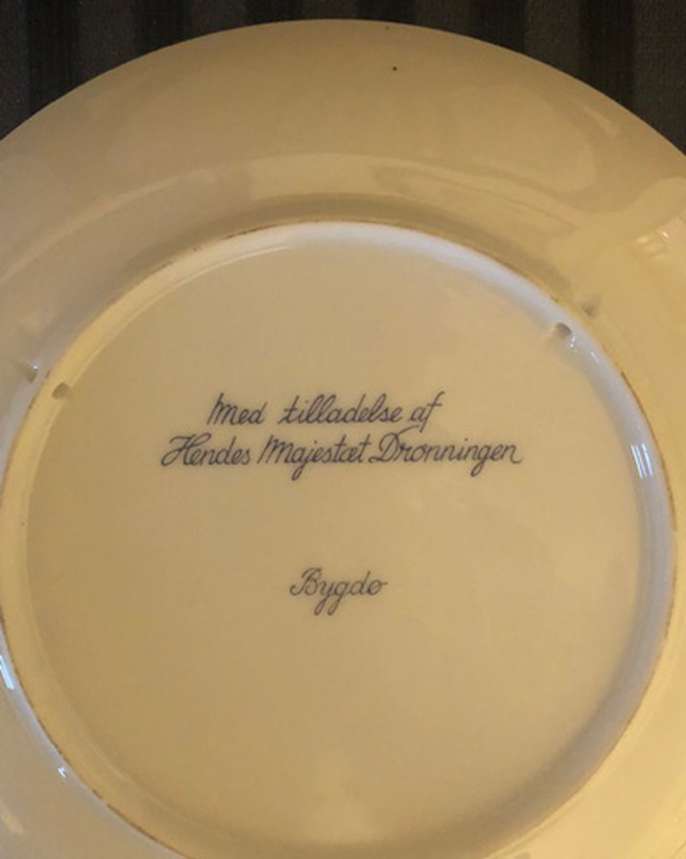 Med tilladelse af
Hendes Majestæt Dronningen
Bygdø